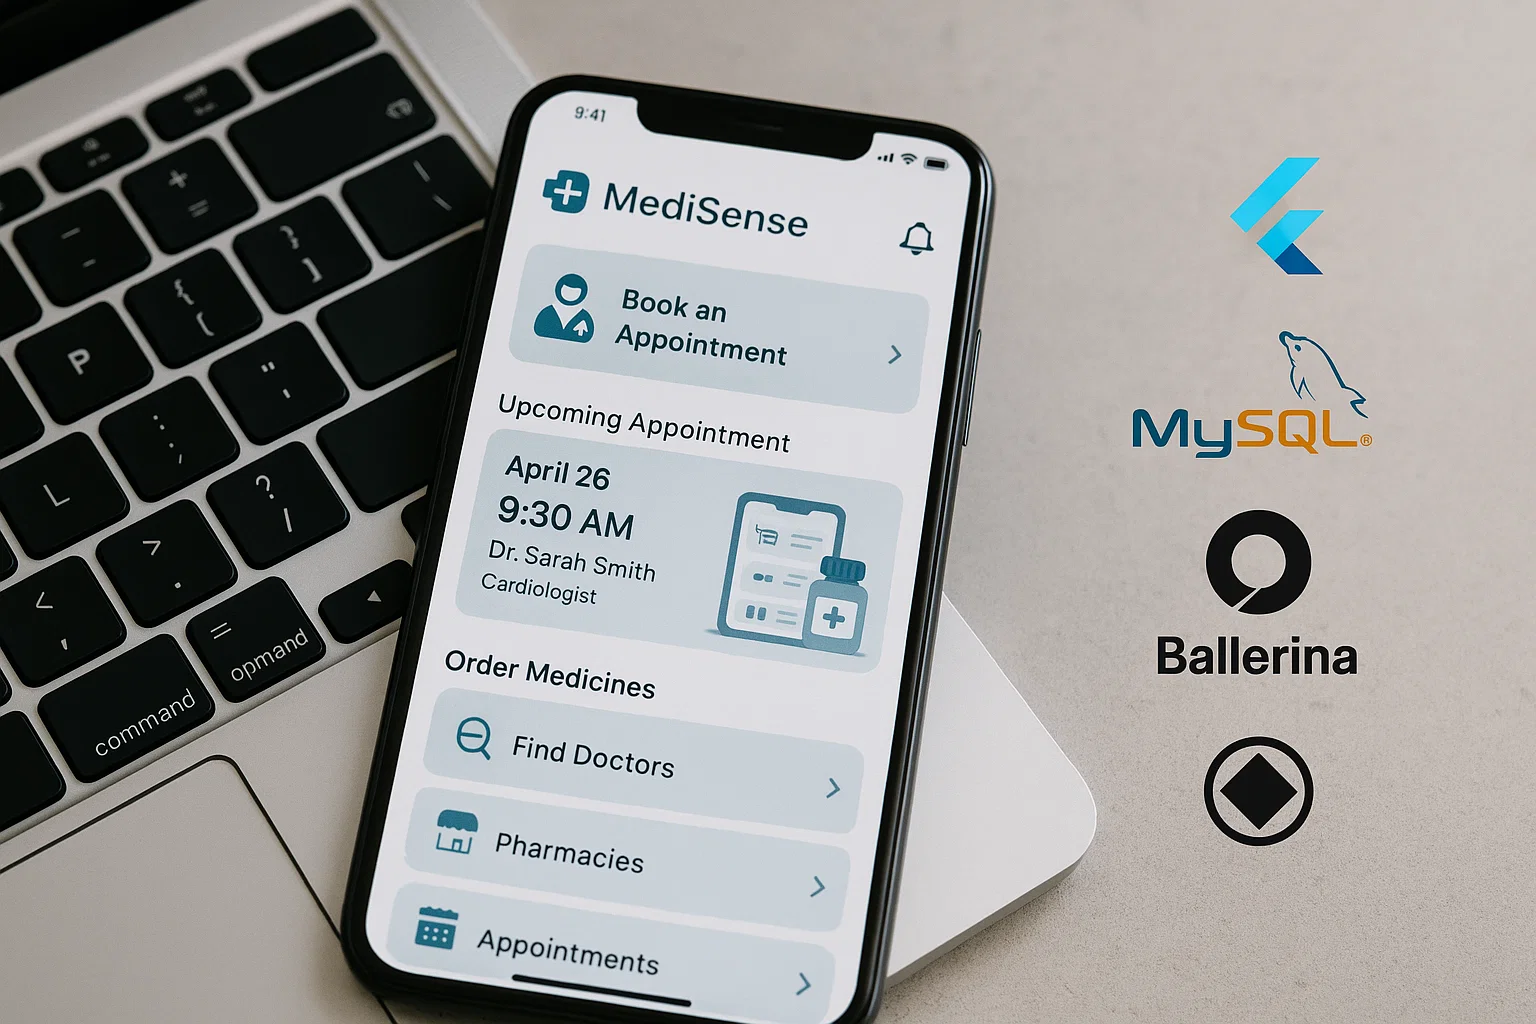 9:41
MediSense
Book an
Appointment
Upcoming Appointment
April 26
9:30 AM
Dr. Sarah Smith
Cardiologist
Order Medicines
Find Doctors
Pharmacies
Appointments
MySQL®
Ballerina
+
=
P
L
?
/
>
.
<
,
command
opmand